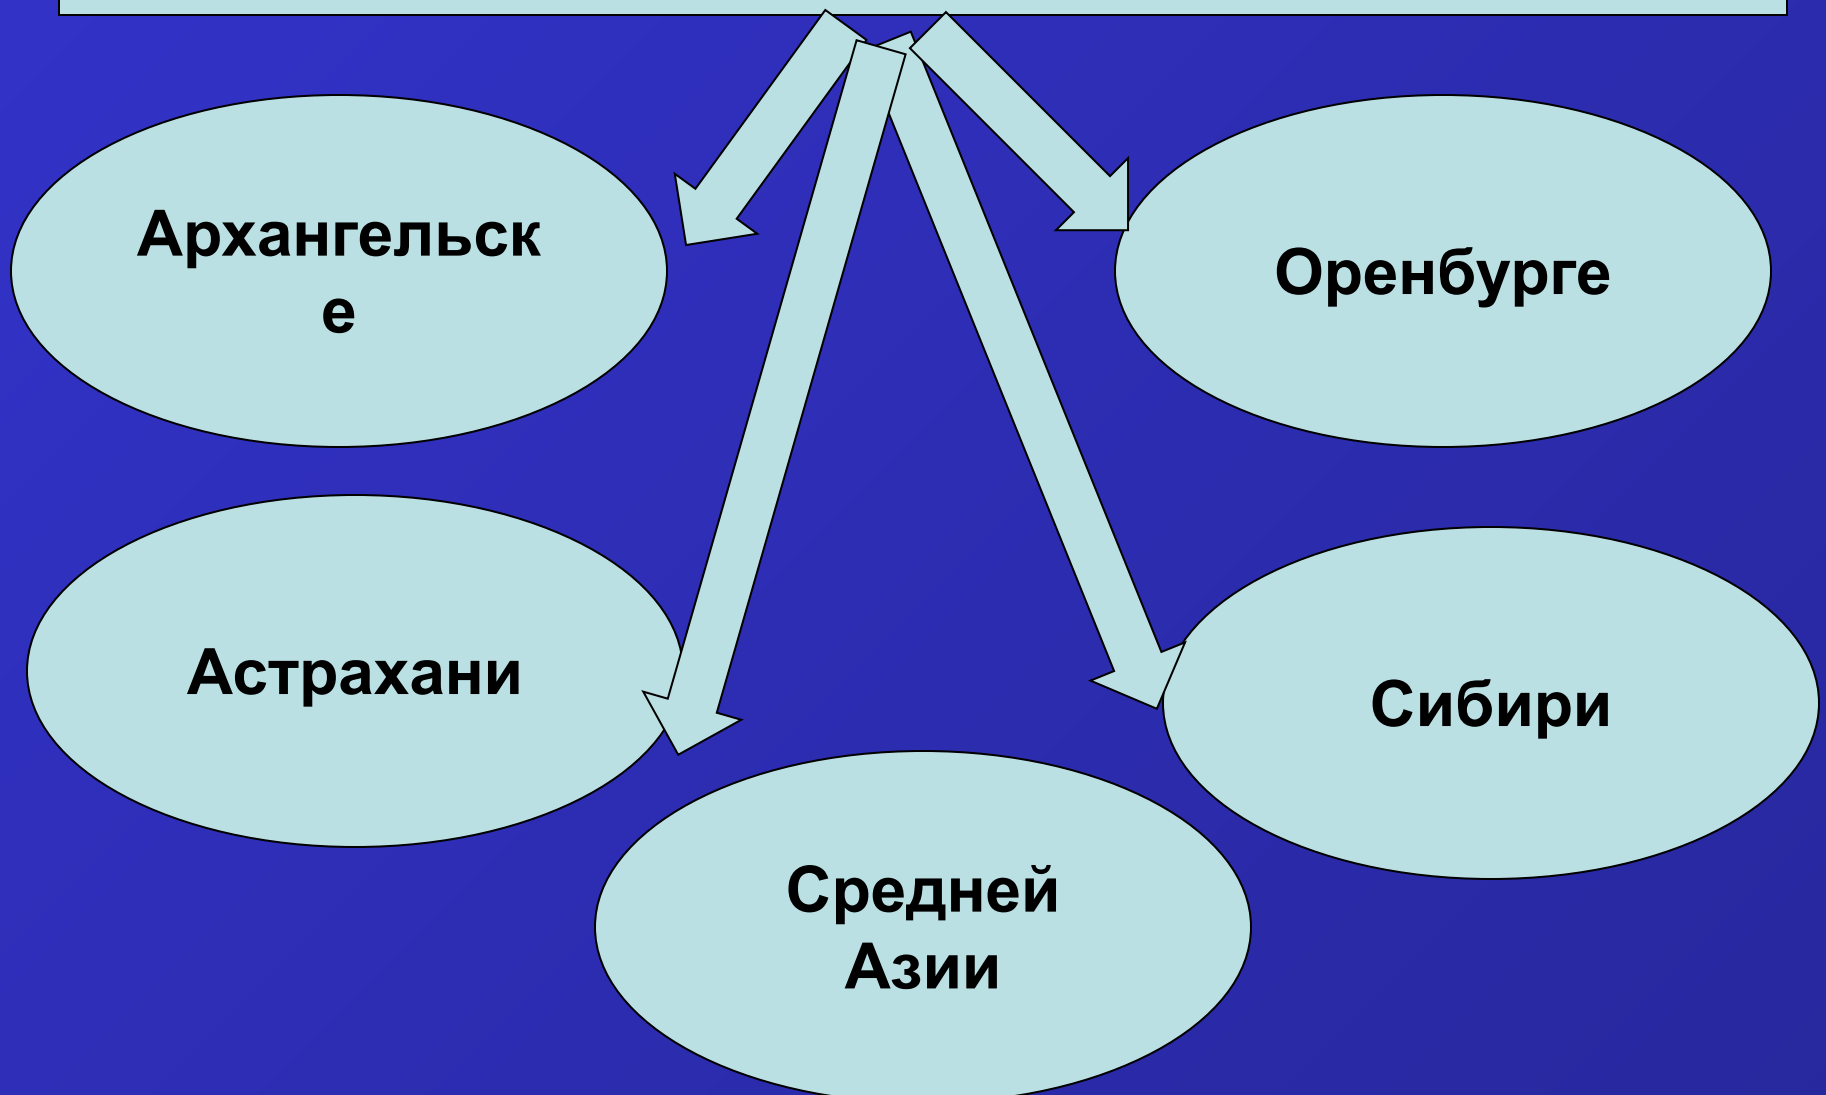 Архангельск
е
Оренбурге
Астрахани
Сибири
Средней
Азии